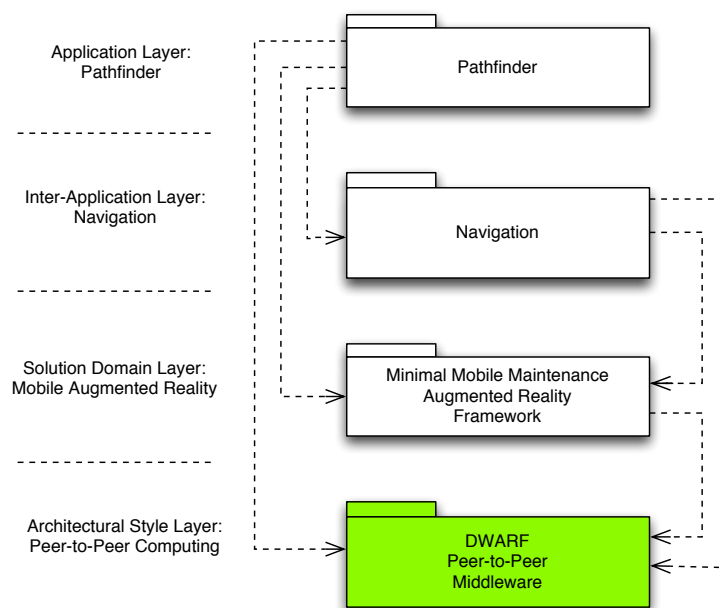 Application Layer:
Pathfinder
Pathfinder
Inter-Application Layer:
Navigation
Navigation
Solution Domain Layer:
Mobile Augmented Reality
Minimal Mobile Maintenance
Augmented Reality
Framework
Architectural Style Layer:
Peer-to-Peer Computing
DWARF
Peer-to-Peer
Middleware